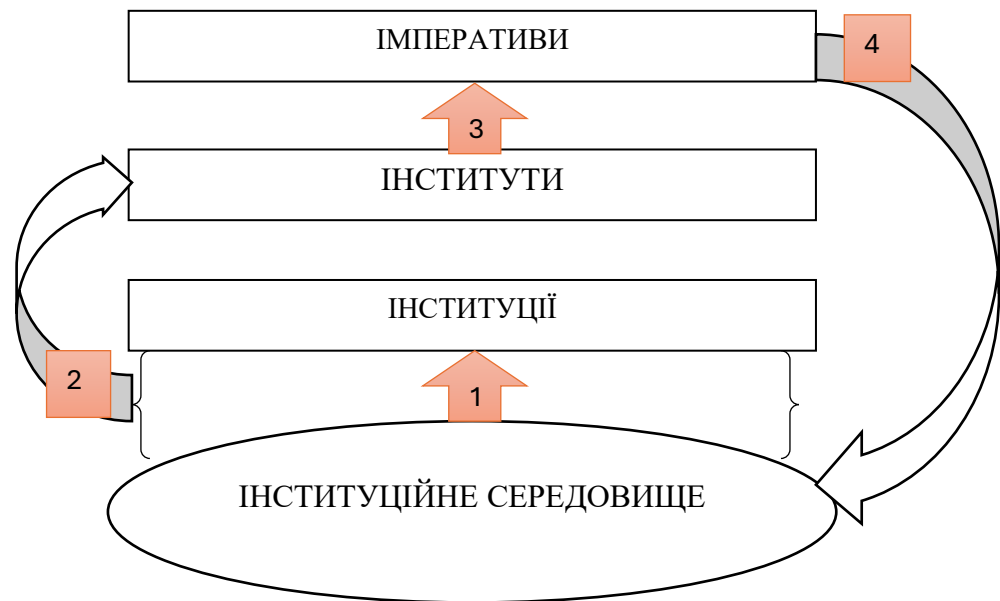 ІМПЕРАТИВИ
4
3
ІНСТИТУТИ
ІНСТИТУЦІЇ
2
1
ІНСТИТУЦІЙНЕ СЕРЕДОВИЩЕ